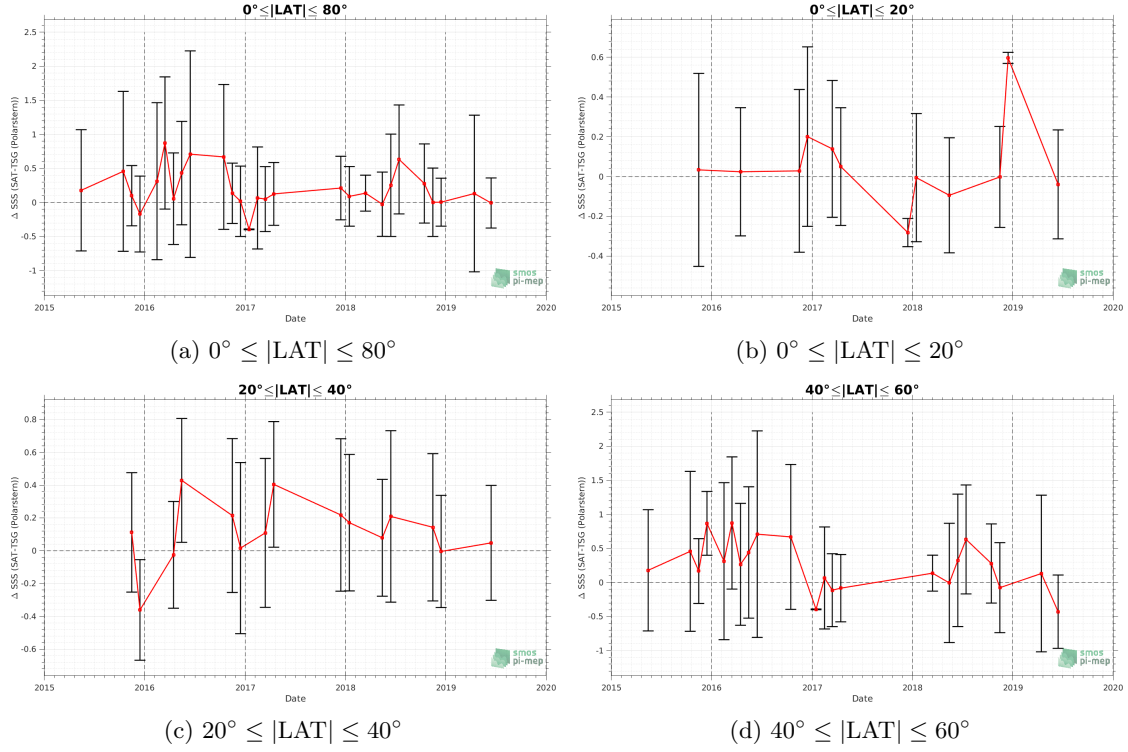 0°≤|LAT|≤ 80°
Δ SSS (SAT-TSG (Polarstern))
2.5
2
1.5
1
0.5
0
-0.5
-1
2015 2016 2017 2018 2019 2020
Date
smos
pi-mep
(a) 0° ≤ |LAT| ≤ 80°
0°≤|LAT|≤ 20°
Δ SSS (SAT-TSG (Polarstern))
0.6
0.4
0.2
0
-0.2
-0.4
2015 2016 2017 2018 2019 2020
Date
smos
pi-mep
(b) 0° ≤ |LAT| ≤ 20°
20°≤|LAT|≤ 40°
Δ SSS (SAT-TSG (Polarstern))
0.8
0.6
0.4
0.2
0
-0.2
-0.4
-0.6
2015 2016 2017 2018 2019 2020
Date
smos
pi-mep
(c) 20° ≤ |LAT| ≤ 40°
40°≤|LAT|≤ 60°
Δ SSS (SAT-TSG (Polarstern))
2.5
2
1.5
1
0.5
0
-0.5
-1
2015 2016 2017 2018 2019 2020
Date
smos
pi-mep
(d) 40° ≤ |LAT| ≤ 60°